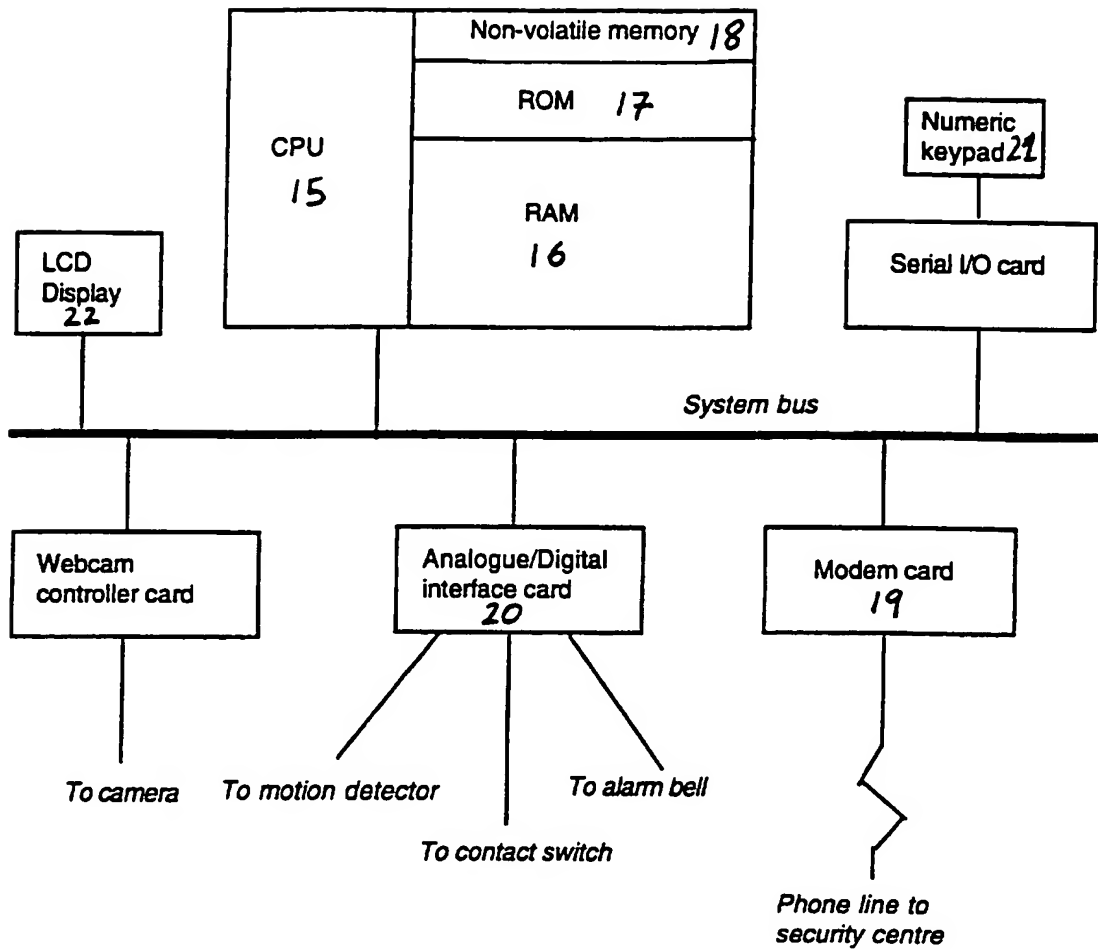 Non-volatile memory 18
ROM 17
CPU
15
RAM
16
Numeric
keypad 21
LCD
Display
22
Serial I/O card
System bus
Webcam
controller card
Analogue/Digital
interface card
20
Modem card
19
To camera
To motion detector
To alarm bell
To contact switch
Phone line to
security centre